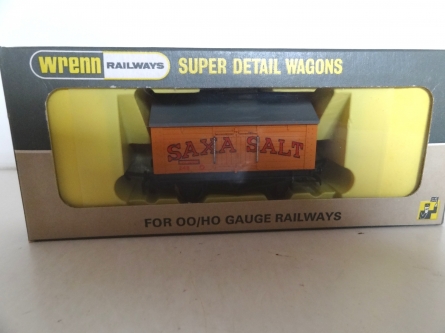 Wrenn RAILWAYS SUPER DETAIL WAGONS
SAXA SALT
FOR OO/HO GAUGE RAILWAYS